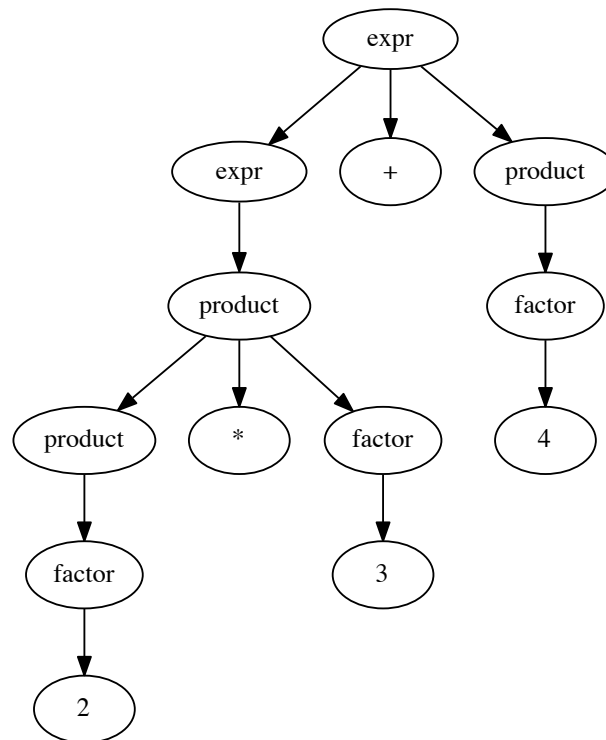 expr
expr + product
product factor
product * factor 4
factor 3
2